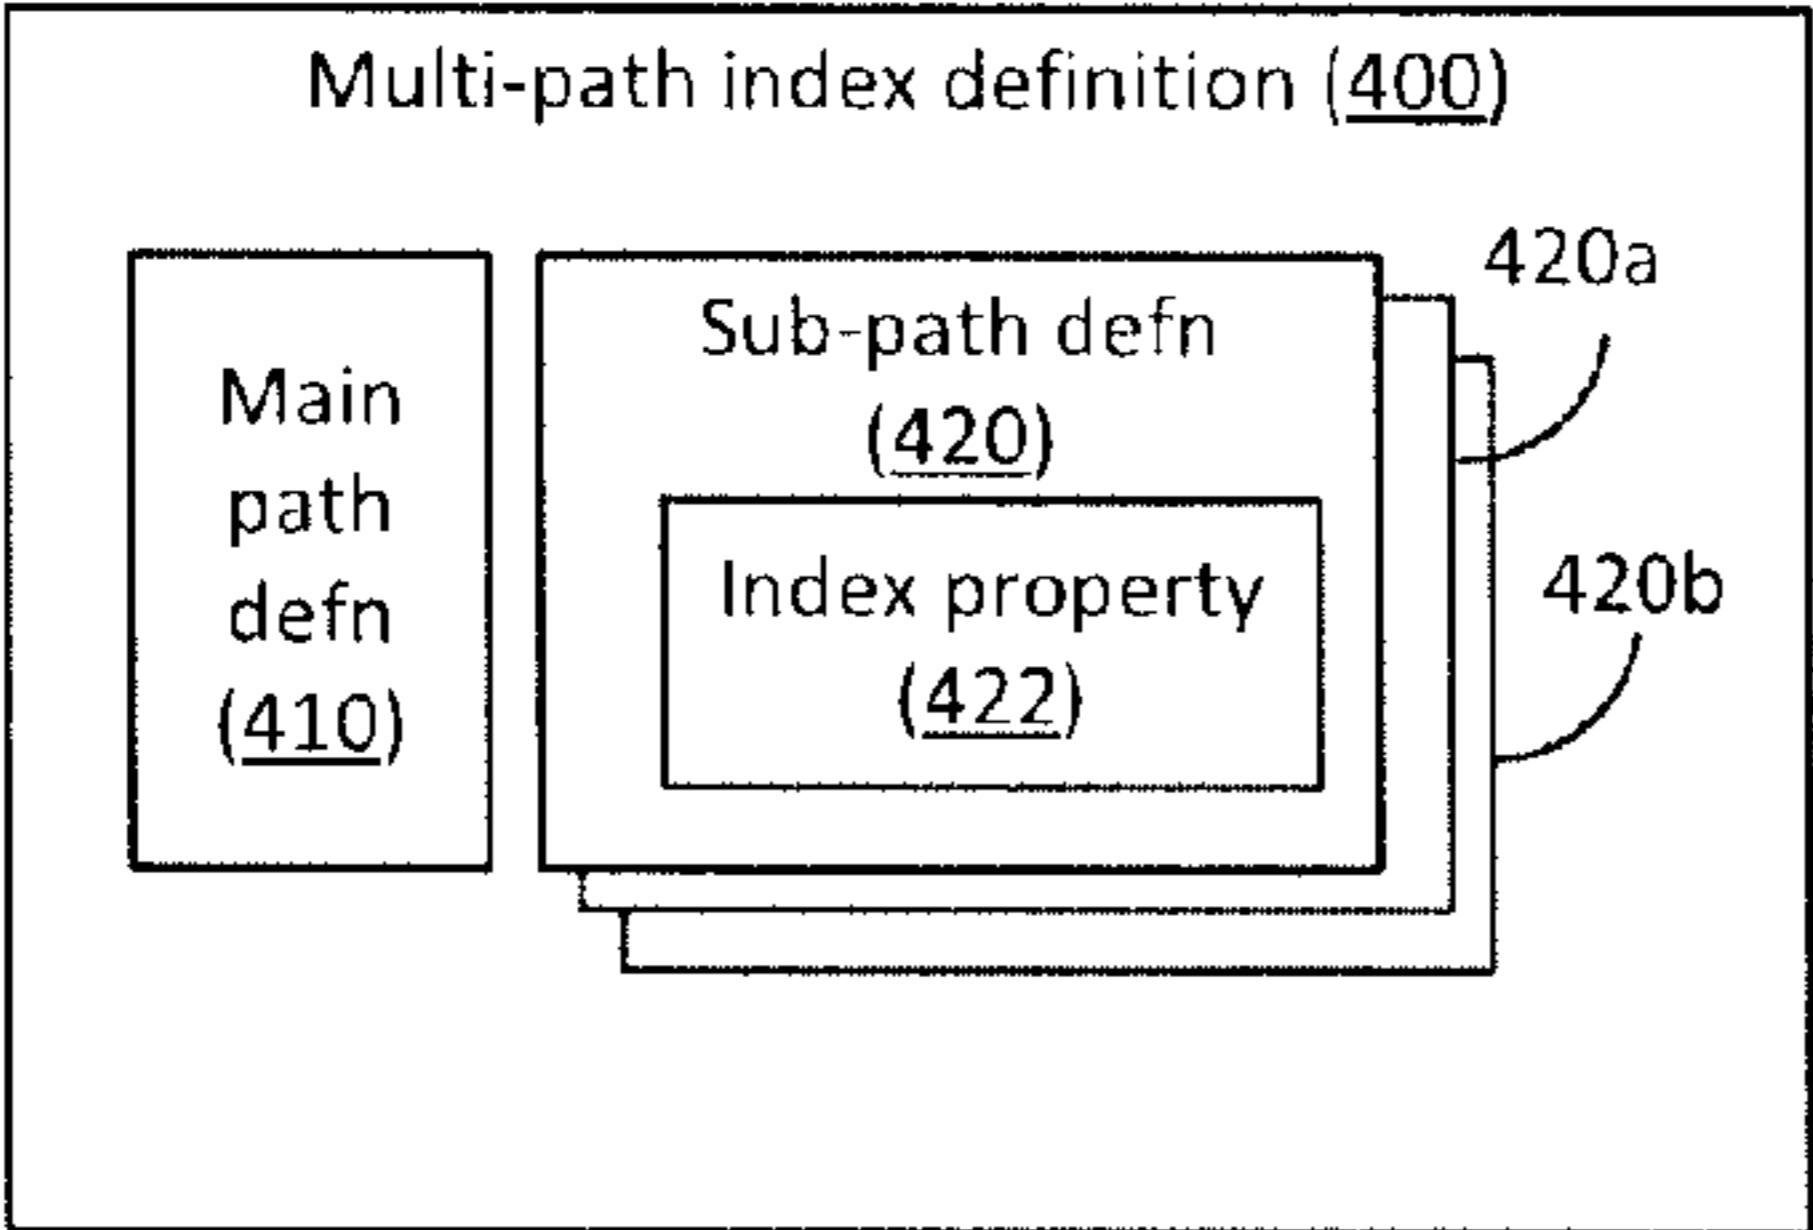 Multi-path index definition (400)
Main
path
defn
(410)
Sub-path defn
(420)
Index property
(422)
420a
420b